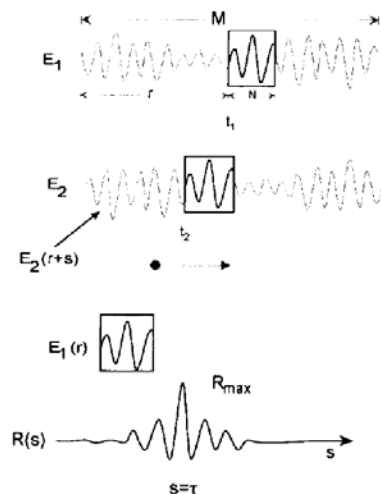 M
E1
r
N
t1
E2
t2
E2(r+s)
E1(r)
Rmax
R(s)
s
s=τ